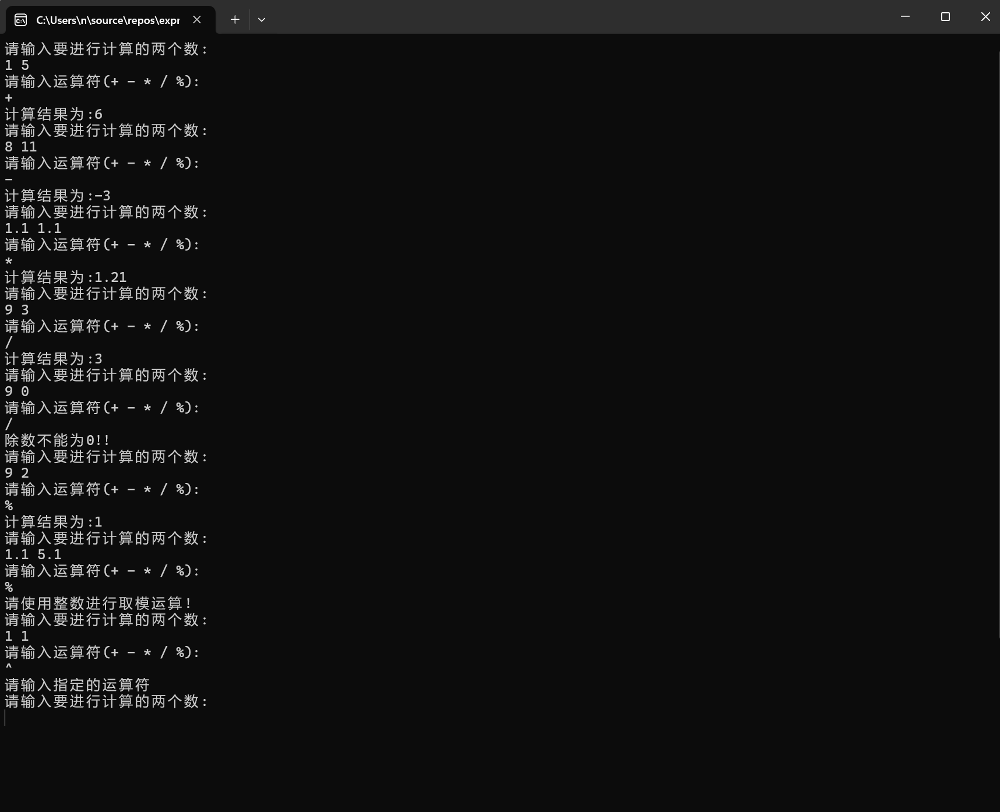 C:\Users\n\source\repos\expr
请输入要进行计算的两个数:
1 5
请输入运算符(+ - * / %):
+
计算结果为:6
请输入要进行计算的两个数:
8 11
请输入运算符(+ - * / %):
-
计算结果为:-3
请输入要进行计算的两个数:
1.1 1.1
请输入运算符(+ - * / %):
*
计算结果为:1.21
请输入要进行计算的两个数:
9 3
请输入运算符(+ - * / %):
/
计算结果为:3
请输入要进行计算的两个数:
9 0
请输入运算符(+ - * / %):
/
除数不能为0!!
请输入要进行计算的两个数:
9 2
请输入运算符(+ - * / %):
%
计算结果为:1
请输入要进行计算的两个数:
1.1 5.1
请输入运算符(+ - * / %):
%
请使用整数进行取模运算!
请输入要进行计算的两个数:
1 1
请输入运算符(+ - * / %):
^
请输入指定的运算符
请输入要进行计算的两个数: